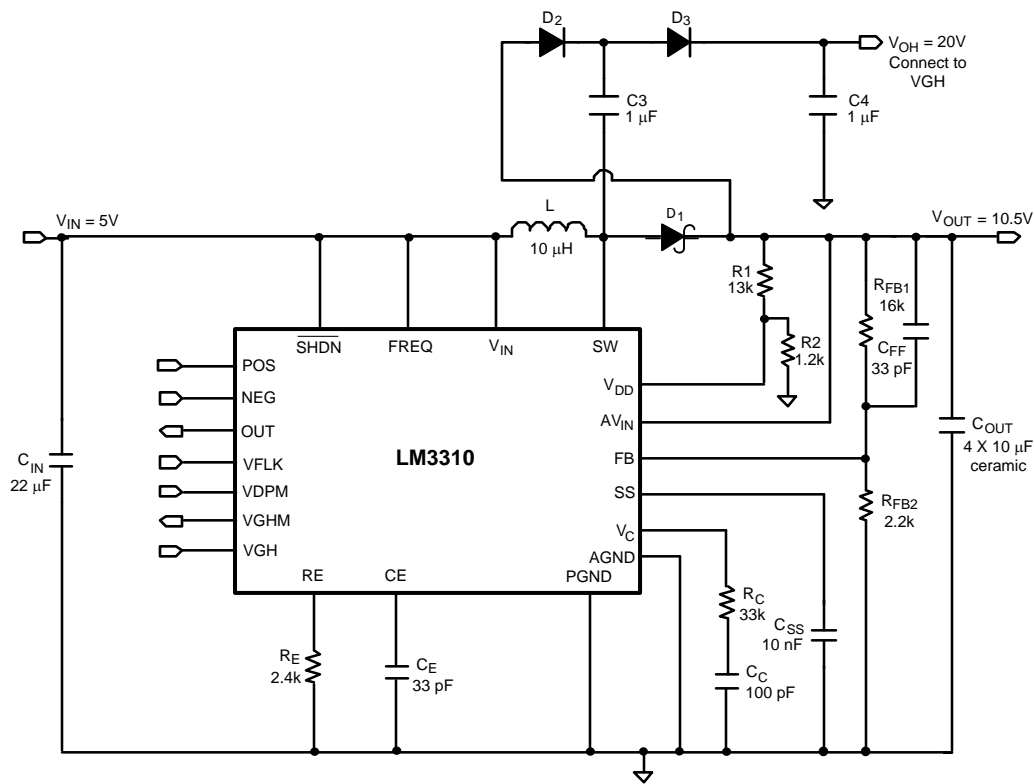 D2
D3
VOH = 20V
Connect to
VGH
C3
1 μF
C4
1 μF
VIN = 5V
L
10 μH
D1
VOUT = 10.5V
R1
13k
RFB1
16k
R2
1.2k
CFF
33 pF
SHDN
FREQ
VIN
SW
POS
NEG
OUT
VFLK
VDPM
VGHM
VGH
LM3310
VDD
AVIN
FB
SS
VC
AGND
PGND
RE
CE
CIN
22 μF
COUT
4 X 10 μF
ceramic
RFB2
2.2k
RC
33k
CSS
10 nF
CC
100 pF
RE
2.4k
CE
33 pF